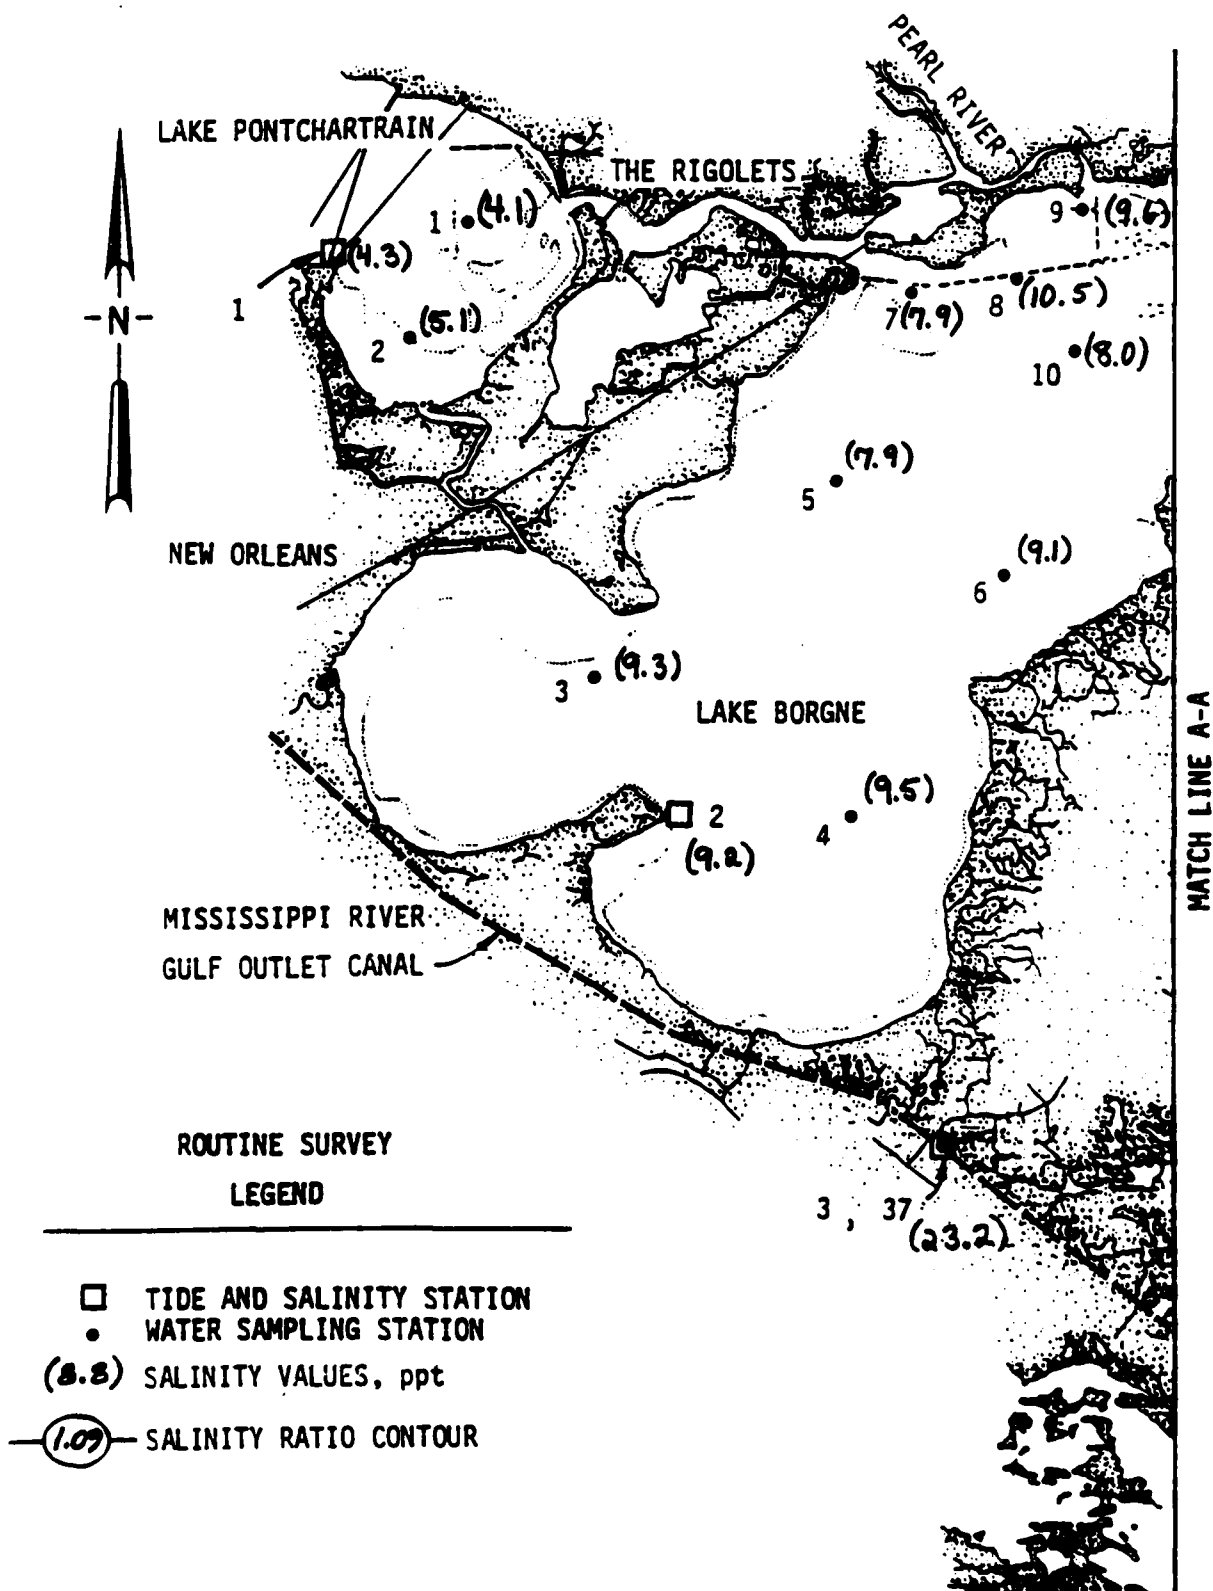 PEARL RIVER
LAKE PONTCHARTRAIN
THE RIGOLETS
1 (4.1)
9 (9.6)
(4.3)
1
-N-
2 (5.1)
7 (7.9)
8 (10.5)
10 (8.0)
(7.9)
5
NEW ORLEANS
(9.1)
6
3 (9.3)
LAKE BORGNE
MATCH LINE A-A
(9.5)
2
4
(9.2)
MISSISSIPPI RIVER
GULF OUTLET CANAL
ROUTINE SURVEY
LEGEND
3 , 37
(23.2)
TIDE AND SALINITY STATION
WATER SAMPLING STATION
(8.8) SALINITY VALUES, ppt
1.09 SALINITY RATIO CONTOUR